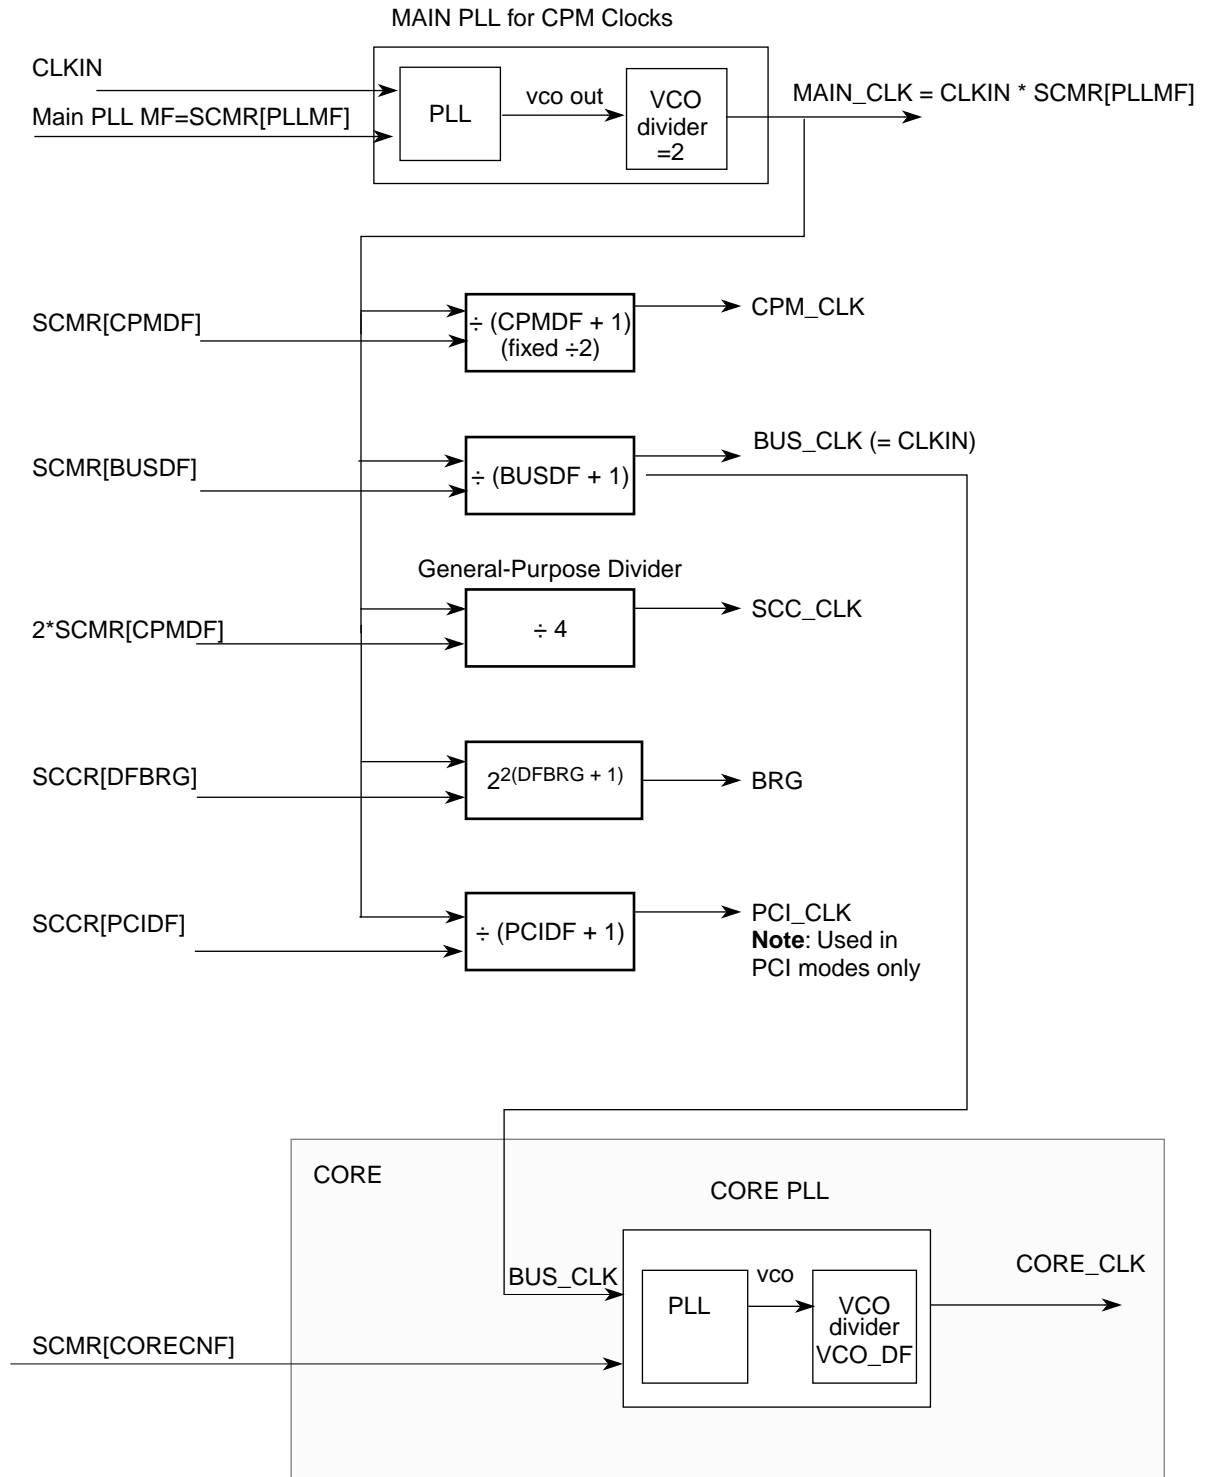 MAIN PLL for CPM Clocks
CLKIN
Main PLL MF=SCMR[PLLMF]
PLL
vco out
VCO
divider
=2
MAIN_CLK = CLKIN * SCMR[PLLMF]
SCMR[CPMDF]
÷ (CPMDF + 1)
(fixed ÷2)
CPM_CLK
SCMR[BUSDF]
÷ (BUSDF + 1)
BUS_CLK (= CLKIN)
General-Purpose Divider
2*SCMR[CPMDF]
÷ 4
SCC_CLK
SCCR[DFBRG]
2^2(DFBRG + 1)
BRG
SCCR[PCIDF]
÷ (PCIDF + 1)
PCI_CLK
Note: Used in
PCI modes only
CORE
CORE PLL
BUS_CLK
PLL
vco
VCO
divider
VCO_DF
CORE_CLK
SCMR[CORECNF]